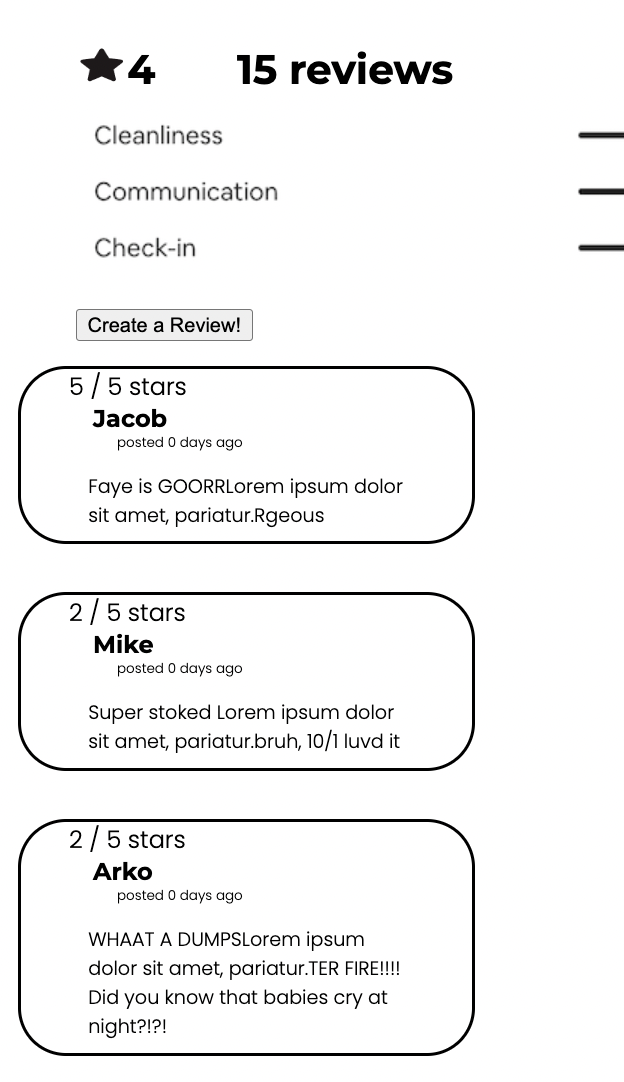 ★4 15 reviews
Cleanliness
Communication
Check-in
Create a Review!
5 / 5 stars
Jacob
posted 0 days ago
Faye is GOORRLorem ipsum dolor
sit amet, pariatur.Rgeous
2 / 5 stars
Mike
posted 0 days ago
Super stoked Lorem ipsum dolor
sit amet, pariatur.bruh, 10/1 luvd it
2 / 5 stars
Arko
posted 0 days ago
WHAAT A DUMPSLorem ipsum
dolor sit amet, pariatur.TER FIRE!!!!
Did you know that babies cry at
night?!?!